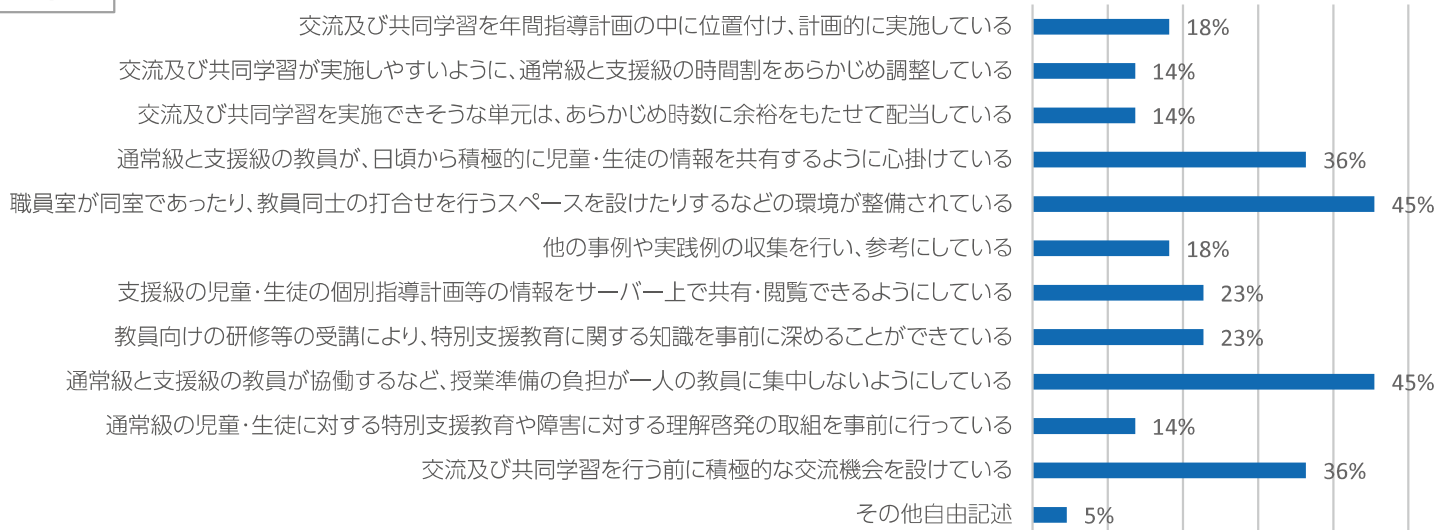 交流及び共同学習を年間指導計画の中に位置付け、計画的に実施している 18%
交流及び共同学習が実施しやすいように、通常級と支援級の時間割をあらかじめ調整している 14%
交流及び共同学習を実施できそうな単元は、あらかじめ時数に余裕をもたせて配当している 14%
通常級と支援級の教員が、日頃から積極的に児童・生徒の情報を共有するように心掛けている 36%
職員室が同室であったり、教員同士の打合せを行うスペースを設けたりするなどの環境が整備されている 45%
他の事例や実践例の収集を行い、参考にしている 18%
支援級の児童・生徒の個別指導計画等の情報をサーバー上で共有・閲覧できるようにしている 23%
教員向けの研修等の受講により、特別支援教育に関する知識を事前に深めることができている 23%
通常級と支援級の教員が協働するなど、授業準備の負担が一人の教員に集中しないようにしている 45%
通常級の児童・生徒に対する特別支援教育や障害に対する理解啓発の取組を事前に行っている 14%
交流及び共同学習を行う前に積極的な交流機会を設けている 36%
その他自由記述 5%